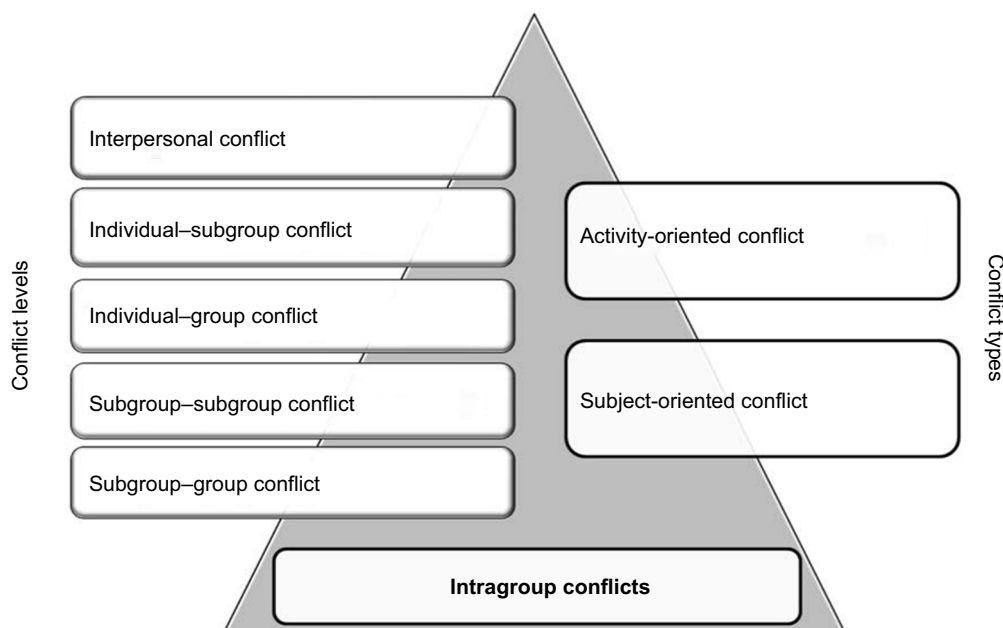 Conflict levels
Interpersonal conflict
Individual–subgroup conflict
Individual–group conflict
Subgroup–subgroup conflict
Subgroup–group conflict
Activity-oriented conflict
Subject-oriented conflict
Conflict types
Intragroup conflicts